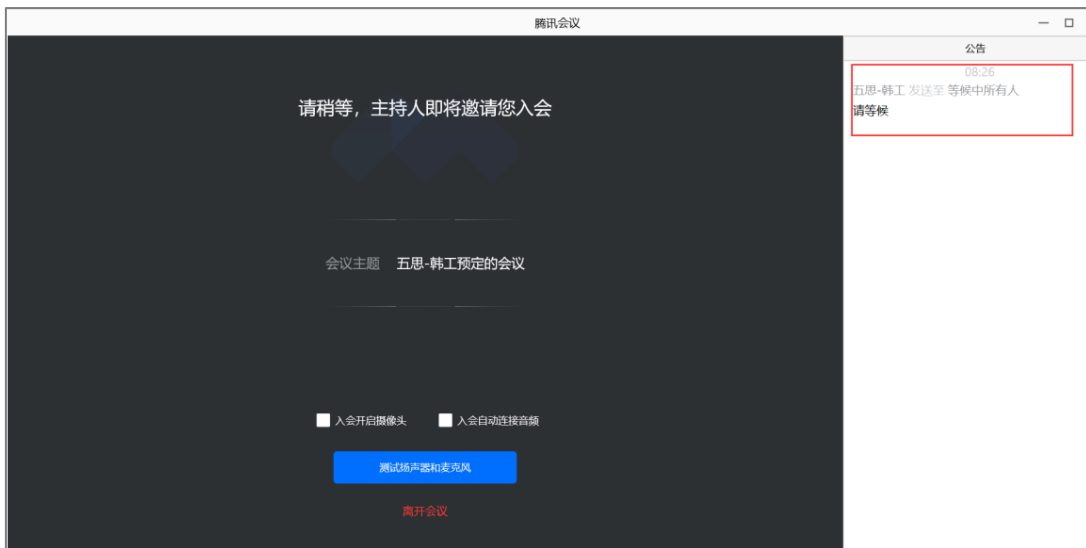 腾讯会议
公告
08:26
五思-韩工 发送至 等候中所有人
请等候
请稍等，主持人即将邀请您入会
会议主题 五思-韩工预定的会议
入会开启摄像头 入会自动连接音频
测试扬声器和麦克风
离开会议